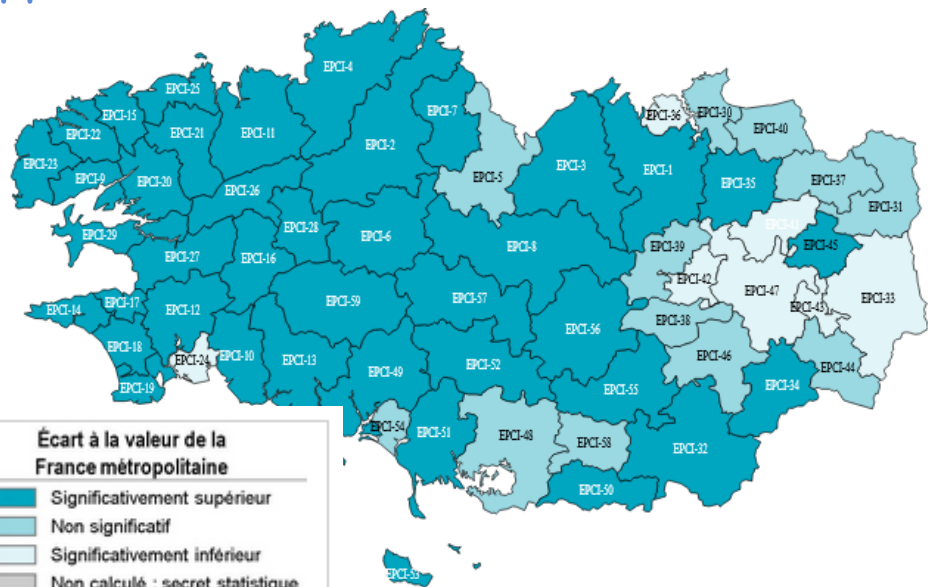 EPCI-4
EPCI-25
EPCI-15
EPCI-7
EPCI-36
EPCI-30
EPCI-22
EPCI-21
EPCI-11
EPCI-40
EPCI-2
EPCI-23
EPCI-9
EPCI-20
EPCI-5
EPCI-3
EPCI-1
EPCI-35
EPCI-37
EPCI-26
EPCI-31
EPCI-29
EPCI-28
EPCI-6
EPCI-8
EPCI-39
EPCI-41
EPCI-45
EPCI-27
EPCI-16
EPCI-42
EPCI-47
EPCI-33
EPCI-14
EPCI-17
EPCI-12
EPCI-59
EPCI-57
EPCI-43
EPCI-38
EPCI-56
EPCI-18
EPCI-24
EPCI-10
EPCI-13
EPCI-49
EPCI-52
EPCI-46
EPCI-44
EPCI-19
EPCI-55
EPCI-34
EPCI-54
EPCI-51
EPCI-48
EPCI-58
EPCI-32
EPCI-50
EPCI-53
Écart à la valeur de la
France métropolitaine
Significativement supérieur
Non significatif
Significativement inférieur
Non calculé : secret statistique